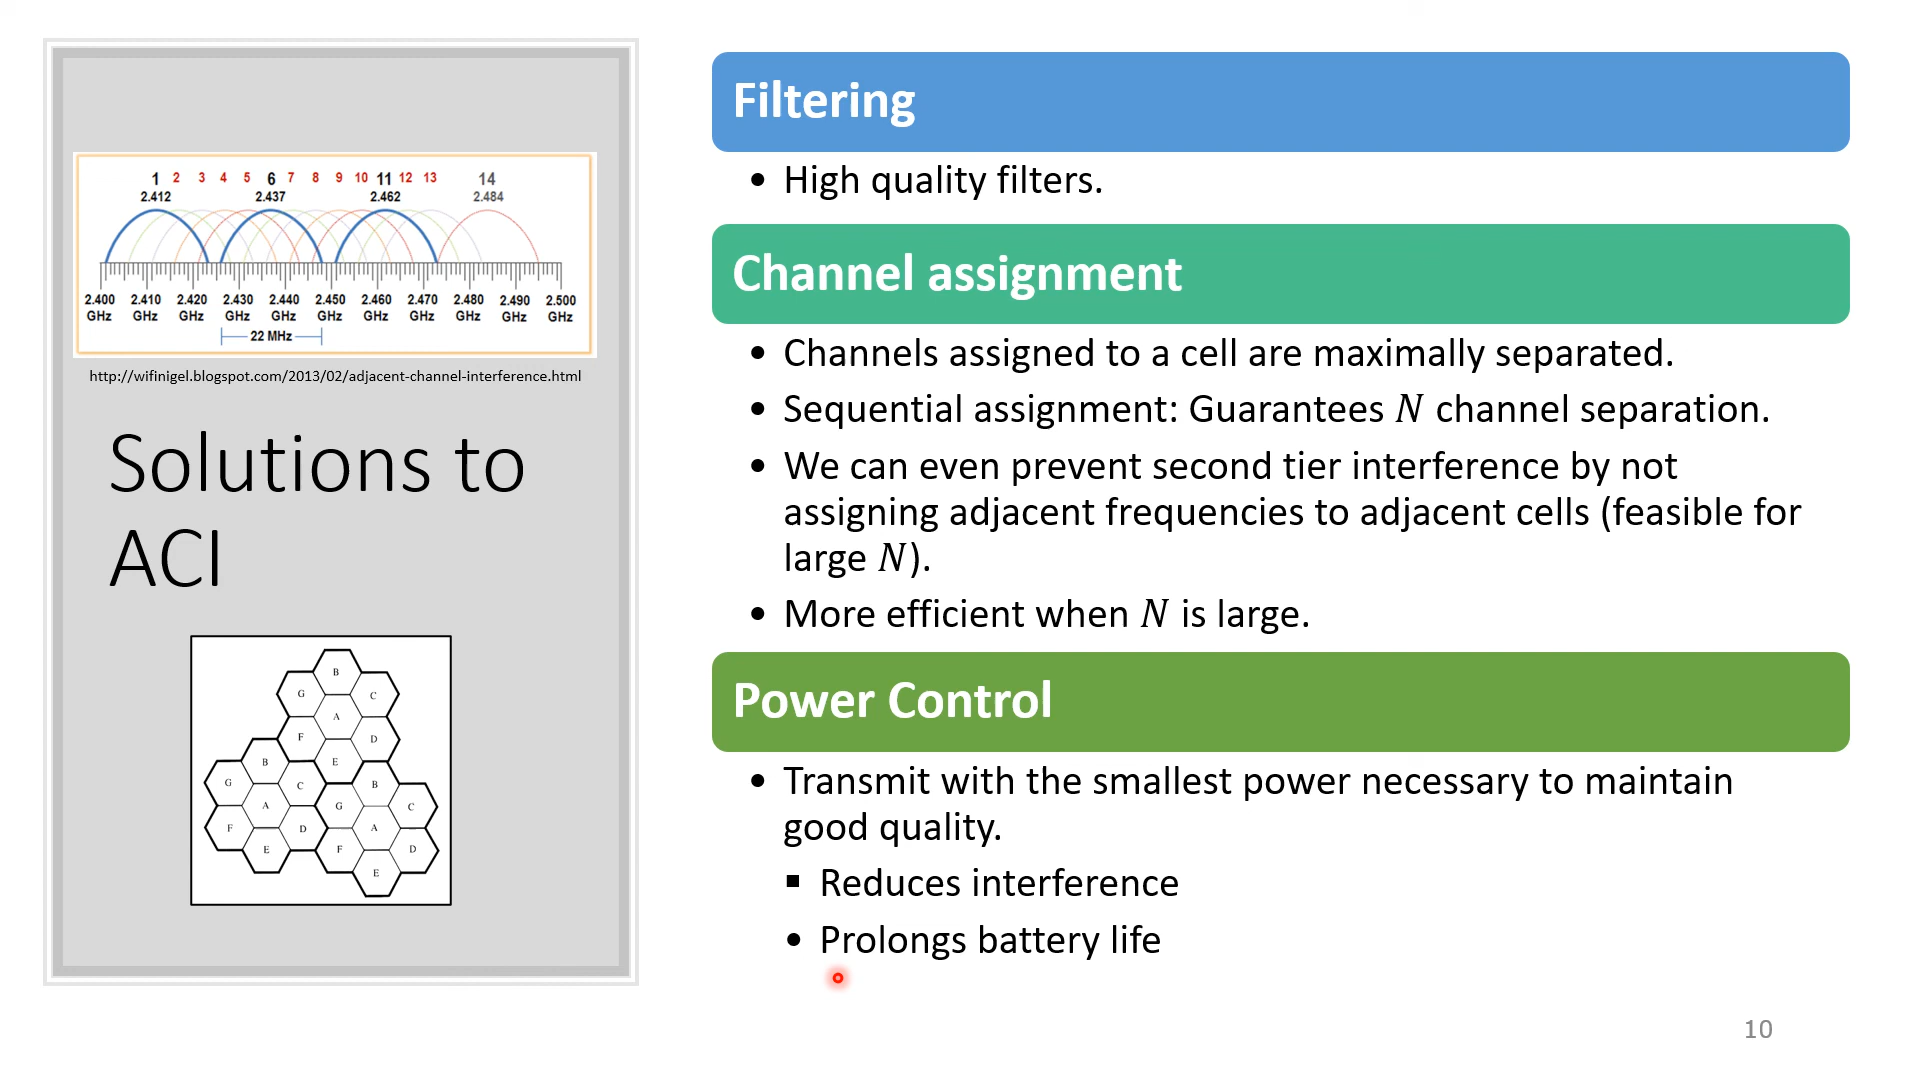 1 2 3 4 5 6 7 8 9 10 11 12 13 14
2.412 2.437 2.462 2.484
2.400 2.410 2.420 2.430 2.440 2.450 2.460 2.470 2.480 2.490 2.500
GHz GHz GHz GHz GHz GHz GHz GHz GHz GHz GHz
22 MHz
http://wifinigel.blogspot.com/2013/02/adjacent-channel-interference.html
Solutions to
ACI
B
G C
A
F D
B E
G C B
A G C
F D A
E F D
E
Filtering
• High quality filters.
Channel assignment
• Channels assigned to a cell are maximally separated.
• Sequential assignment: Guarantees N channel separation.
• We can even prevent second tier interference by not
assigning adjacent frequencies to adjacent cells (feasible for
large N).
• More efficient when N is large.
Power Control
• Transmit with the smallest power necessary to maintain
good quality.
▪ Reduces interference
• Prolongs battery life
10